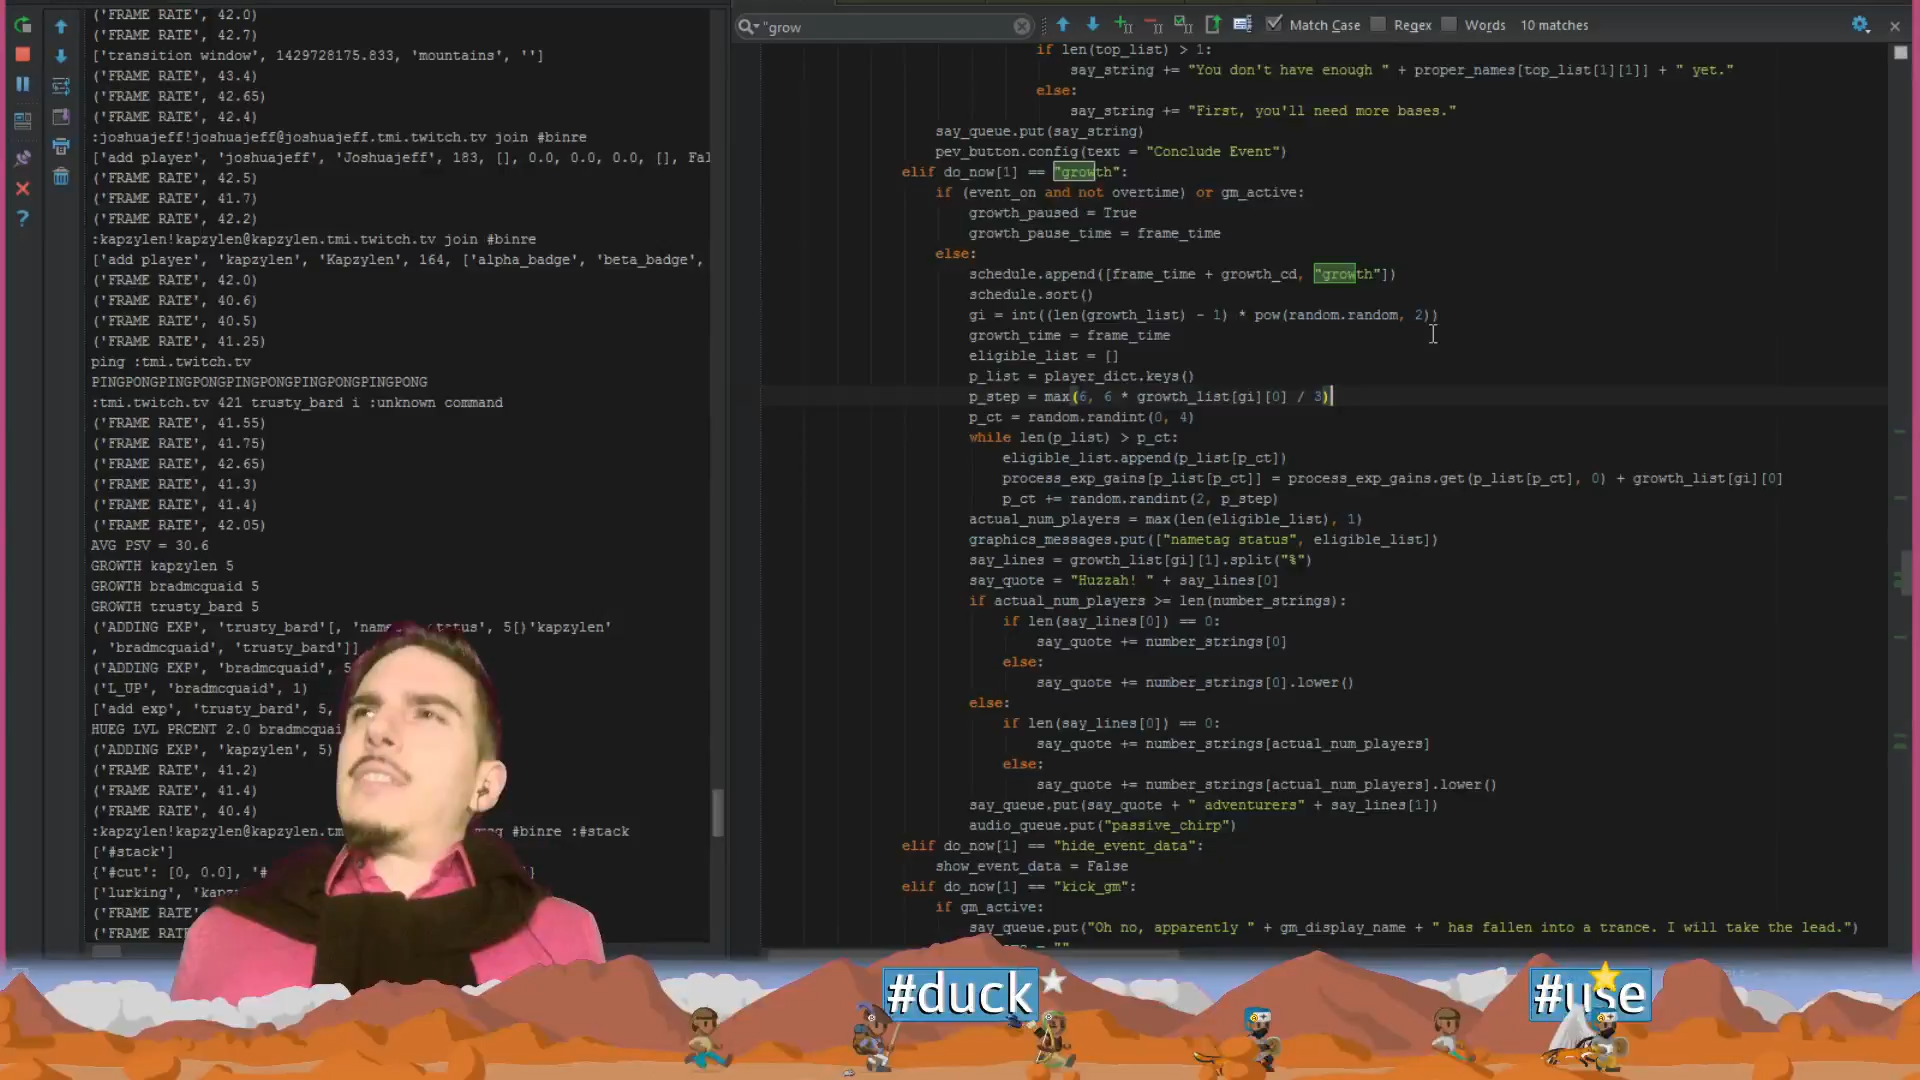 "grow
Match Case
Regex
Words
10 matches
('FRAME RATE', 42.0)
('FRAME RATE', 42.7)
['transition window', 1429728175.833, 'mountains', '']
('FRAME RATE', 43.4)
('FRAME RATE', 42.65)
('FRAME RATE', 42.4)
:joshuajeff!joshuajeff@joshuajeff.tmi.twitch.tv join #binre
['add player', 'joshuajeff', 'Joshuajeff', 183, [], 0.0, 0.0, 0.0, [], Fal
('FRAME RATE', 42.5)
('FRAME RATE', 41.7)
('FRAME RATE', 42.2)
:kapzylen!kapzylen@kapzylen.tmi.twitch.tv join #binre
['add player', 'kapzylen', 'Kapzylen', 164, ['alpha_badge', 'beta_badge',
('FRAME RATE', 42.0)
('FRAME RATE', 40.6)
('FRAME RATE', 40.5)
('FRAME RATE', 41.25)
ping :tmi.twitch.tv
PINGPONGPINGPONGPINGPONGPINGPONGPINGPONG
:tmi.twitch.tv 421 trusty_bard i :unknown command
('FRAME RATE', 41.55)
('FRAME RATE', 41.75)
('FRAME RATE', 42.65)
('FRAME RATE', 41.3)
('FRAME RATE', 41.4)
('FRAME RATE', 42.05)
AVG PSV = 30.6
GROWTH kapzylen 5
GROWTH bradmcquaid 5
GROWTH trusty_bard 5
('ADDING EXP', 'trusty_bard'[, 'name tatus', 5[)'kapzylen'
, 'bradmcquaid', 'trusty_bard']]
('ADDING EXP', 'bradmcquaid', 5
('L_UP', 'bradmcquaid', 1)
['add exp', 'trusty_bard', 5,
HUEG LVL PRCENT 2.0 bradmcquai
('ADDING EXP', 'kapzylen', 5)
('FRAME RATE', 41.2)
('FRAME RATE', 41.4)
('FRAME RATE', 40.4)
:kapzylen!kapzylen@kapzylen.tm msg #binre :#stack
['#stack']
{'#cut': [0, 0.0], '# }
['lurking', 'kapz
('FRAME RATE'
('FRAME RATE'
if len(top_list) > 1:
say_string += "You don't have enough " + proper_names[top_list[1][1]] + " yet."
else:
say_string += "First, you'll need more bases."
say_queue.put(say_string)
pev_button.config(text = "Conclude Event")
elif do_now[1] == "growth":
if (event_on and not overtime) or gm_active:
growth_paused = True
growth_pause_time = frame_time
else:
schedule.append([frame_time + growth_cd, "growth"])
schedule.sort()
gi = int((len(growth_list) - 1) * pow(random.random, 2))
growth_time = frame_time
eligible_list = []
p_list = player_dict.keys()
p_step = max(6, 6 * growth_list[gi][0] / 3)
p_ct = random.randint(0, 4)
while len(p_list) > p_ct:
eligible_list.append(p_list[p_ct])
process_exp_gains[p_list[p_ct]] = process_exp_gains.get(p_list[p_ct], 0) + growth_list[gi][0]
p_ct += random.randint(2, p_step)
actual_num_players = max(len(eligible_list), 1)
graphics_messages.put(["nametag status", eligible_list])
say_lines = growth_list[gi][1].split("%")
say_quote = "Huzzah! " + say_lines[0]
if actual_num_players >= len(number_strings):
if len(say_lines[0]) == 0:
say_quote += number_strings[0]
else:
say_quote += number_strings[0].lower()
else:
if len(say_lines[0]) == 0:
say_quote += number_strings[actual_num_players]
else:
say_quote += number_strings[actual_num_players].lower()
say_queue.put(say_quote + " adventurers" + say_lines[1])
audio_queue.put("passive_chirp")
elif do_now[1] == "hide_event_data":
show_event_data = False
elif do_now[1] == "kick_gm":
if gm_active:
say_queue.put("Oh no, apparently " + gm_display_name + " has fallen into a trance. I will take the lead.")
#duck
#use